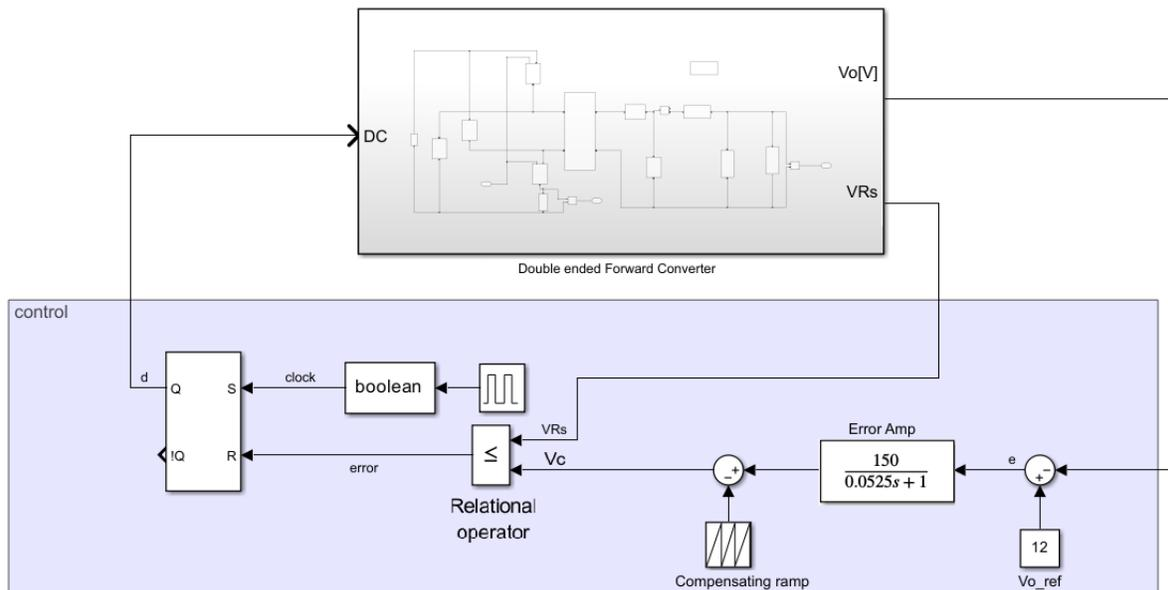 Vo[V]
DC
VRs
Double ended Forward Converter
control
d
Q
S
clock
boolean
!Q
R
error
≤
VRs
Vc
Relational
operator
Error Amp
150
0.0525s + 1
e
− + 
+ −
Compensating ramp
12
Vo_ref